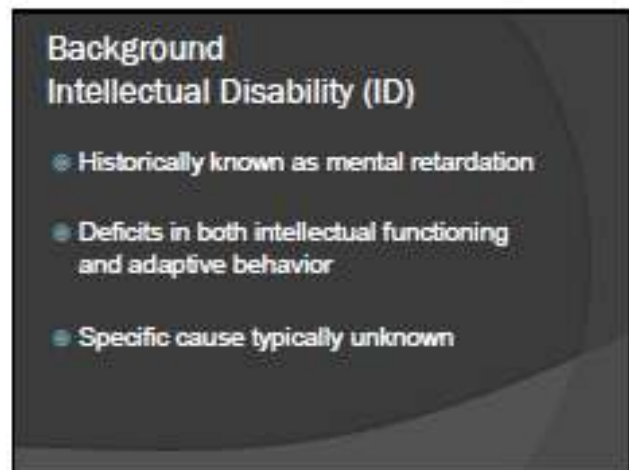 Background
Intellectual Disability (ID)
Historically known as mental retardation
Deficits in both intellectual functioning
and adaptive behavior
Specific cause typically unknown